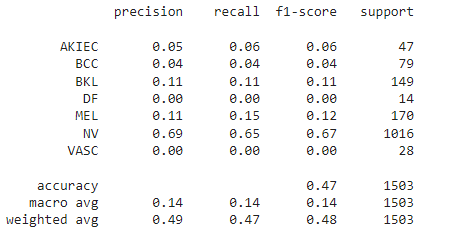 precision recall f1-score support
AKIEC 0.05 0.06 0.06 47
BCC 0.04 0.04 0.04 79
BKL 0.11 0.11 0.11 149
DF 0.00 0.00 0.00 14
MEL 0.11 0.15 0.12 170
NV 0.69 0.65 0.67 1016
VASC 0.00 0.00 0.00 28
accuracy 0.47 1503
macro avg 0.14 0.14 0.14 1503
weighted avg 0.49 0.47 0.48 1503